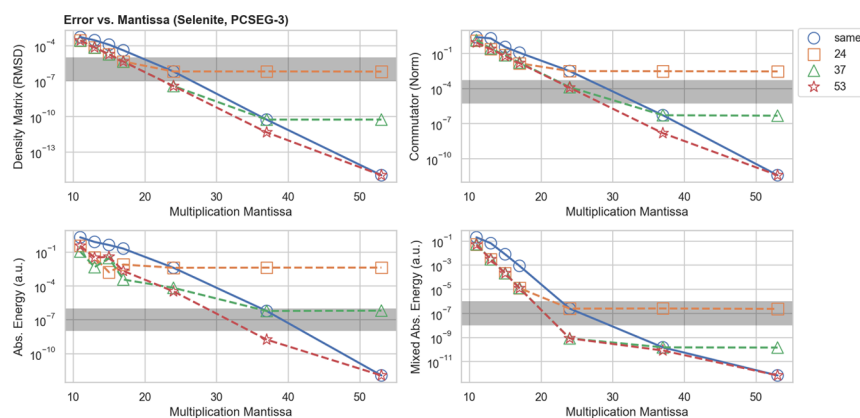 Error vs. Mantissa (Selenite, PCSEG-3)
Density Matrix (RMSD)
10⁻⁴
10⁻⁷
10⁻¹⁰
10⁻¹³
10 20 30 40 50
Multiplication Mantissa
Commutator (Norm)
10⁻¹
10⁻⁴
10⁻⁷
10⁻¹⁰
10 20 30 40 50
Multiplication Mantissa
same
24
37
53
Abs. Energy (a.u.)
10⁻¹
10⁻⁴
10⁻⁷
10⁻¹⁰
10 20 30 40 50
Multiplication Mantissa
Mixed Abs. Energy (a.u.)
10⁻¹
10⁻³
10⁻⁵
10⁻⁷
10⁻⁹
10⁻¹¹
10 20 30 40 50
Multiplication Mantissa